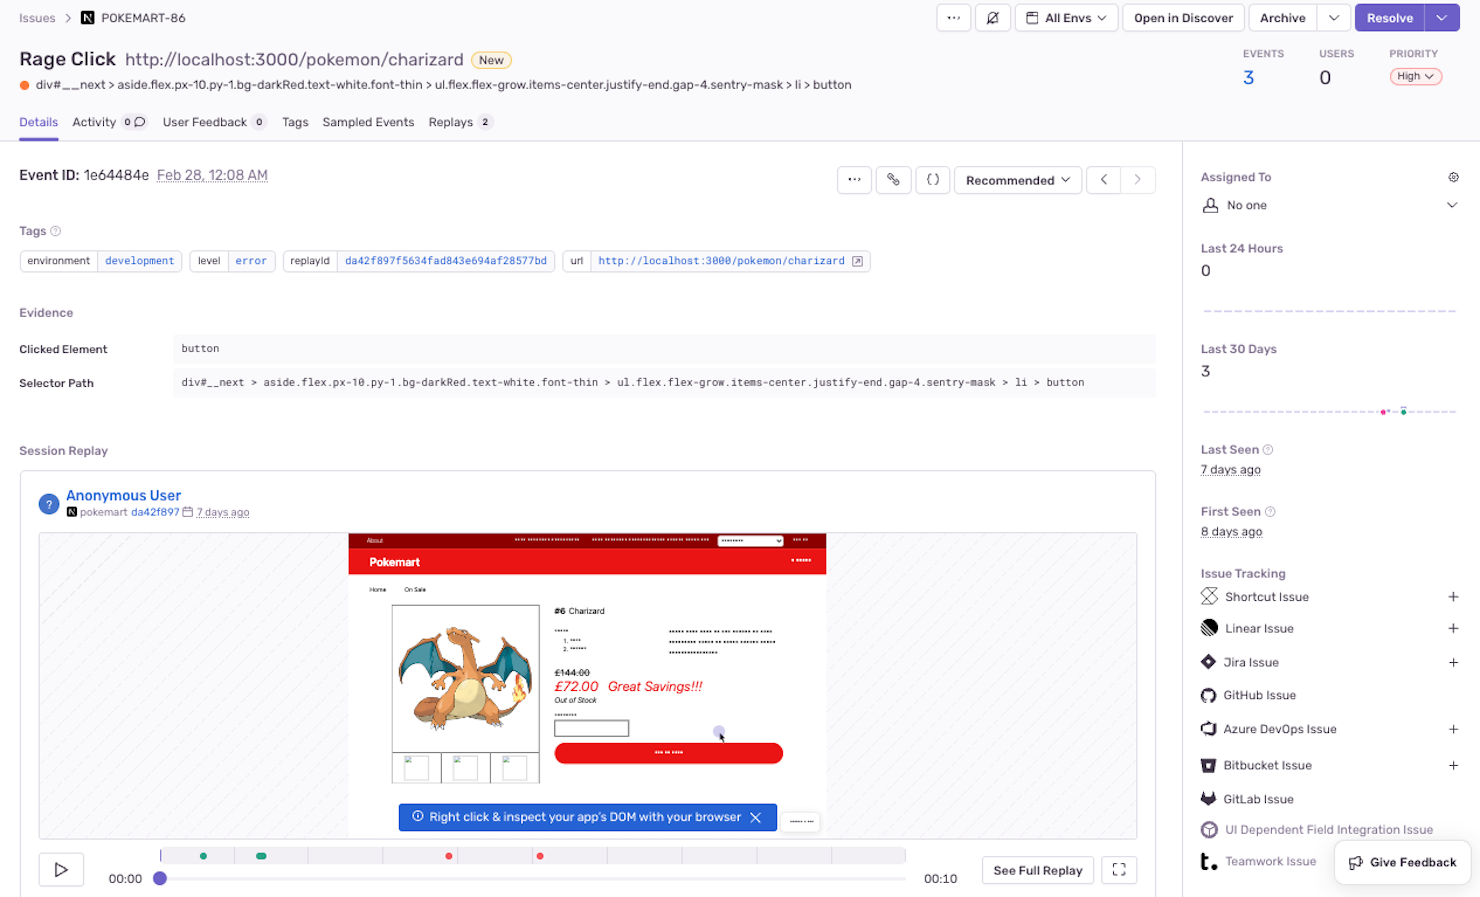 Issues > POKEMART-86
All Envs
Open in Discover
Archive
Resolve
Rage Click http://localhost:3000/pokemon/charizard New
div#__next > aside.flex.px-10.py-1.bg-darkRed.text-white.font-thin > ul.flex.flex-grow.items-center.justify-end.gap-4.sentry-mask > li > button
EVENTS USERS PRIORITY
3 0 High
Details Activity 0 User Feedback 0 Tags Sampled Events Replays 2
Event ID: 1e64484e Feb 28, 12:08 AM
Recommended
Tags
environment development level error replayId da42f897f5634fad843e694af28577bd url http://localhost:3000/pokemon/charizard
Evidence
Clicked Element button
Selector Path div#__next > aside.flex.px-10.py-1.bg-darkRed.text-white.font-thin > ul.flex.flex-grow.items-center.justify-end.gap-4.sentry-mask > li > button
Session Replay
? Anonymous User
N pokemart da42f897 7 days ago
About
Pokemart
Home On Sale
#6 Charizard
1.
2.
£144.00
£72.00 Great Savings!!!
Out of Stock
Right click & inspect your app's DOM with your browser
00:00 00:10
See Full Replay
Assigned To
No one
Last 24 Hours
0
Last 30 Days
3
Last Seen
7 days ago
First Seen
8 days ago
Issue Tracking
Shortcut Issue +
Linear Issue +
Jira Issue +
GitHub Issue
Azure DevOps Issue +
Bitbucket Issue +
GitLab Issue
UI Dependent Field Integration Issue
t. Teamwork Issue
Give Feedback